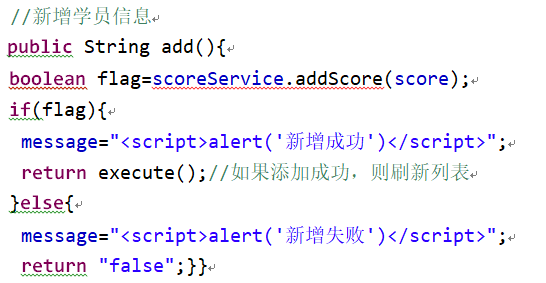 //新增学员信息
public String add(){
boolean flag=scoreService.addScore(score);
if(flag){
message="<script>alert('新增成功')</script>";
return execute();//如果添加成功，则刷新列表
}else{
message="<script>alert('新增失败')</script>";
return "false";}}